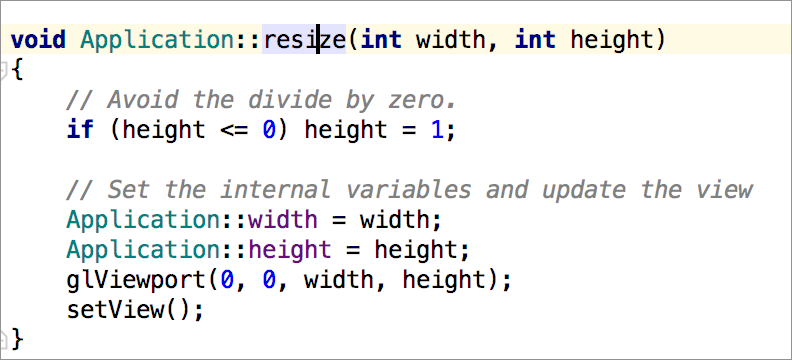 void Application::resize(int width, int height)
{
    // Avoid the divide by zero.
    if (height <= 0) height = 1;

    // Set the internal variables and update the view
    Application::width = width;
    Application::height = height;
    glViewport(0, 0, width, height);
    setView();
}